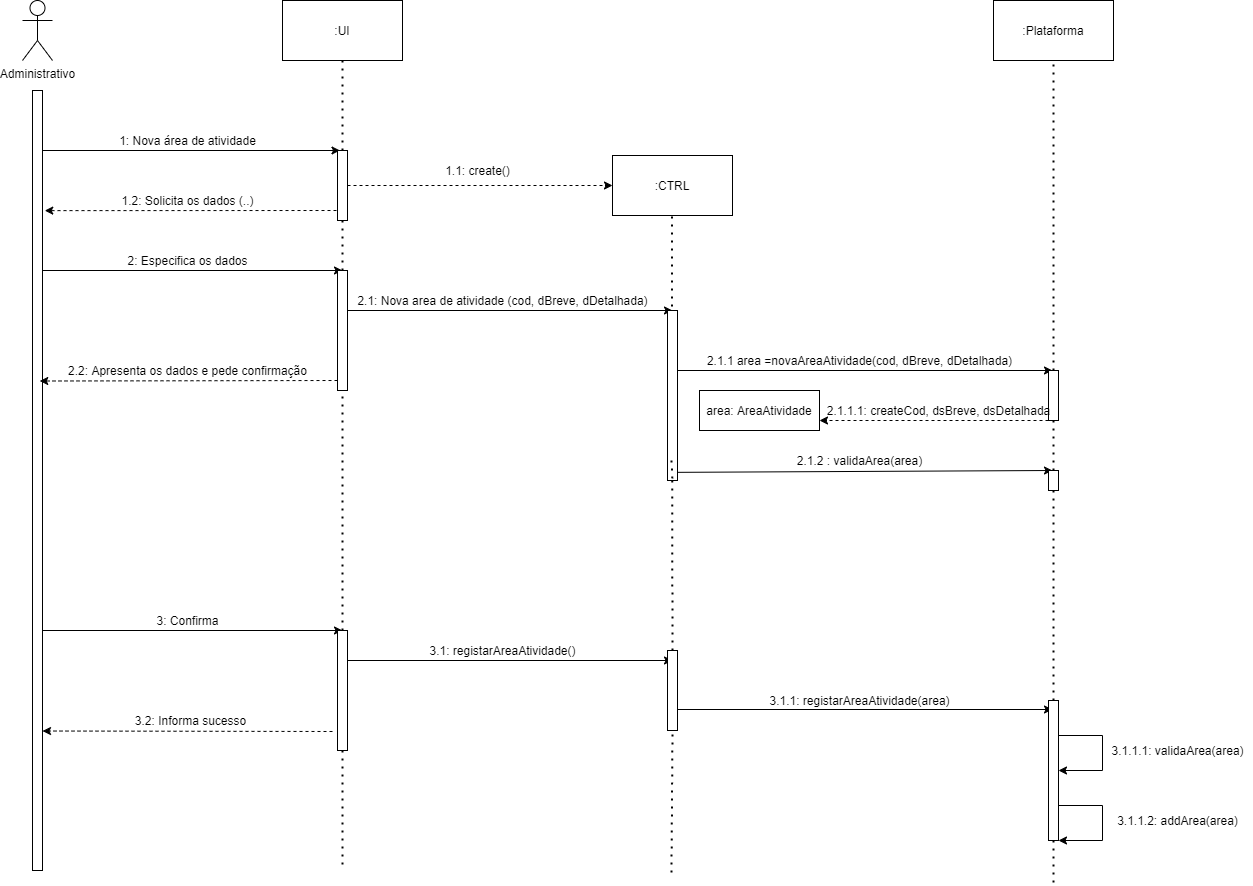 :UI
:Plataforma
Administrativo
1: Nova área de atividade
1.1: create()
:CTRL
1.2: Solicita os dados (..)
2: Especifica os dados
2.1: Nova area de atividade (cod, dBreve, dDetalhada)
2.1.1 area =novaAreaAtividade(cod, dBreve, dDetalhada)
2.2: Apresenta os dados e pede confirmação
area: AreaAtividade
2.1.1.1: createCod, dsBreve, dsDetalhada
2.1.2 : validaArea(area)
3: Confirma
3.1: registarAreaAtividade()
3.1.1: registarAreaAtividade(area)
3.2: Informa sucesso
3.1.1.1: validaArea(area)
3.1.1.2: addArea(area)